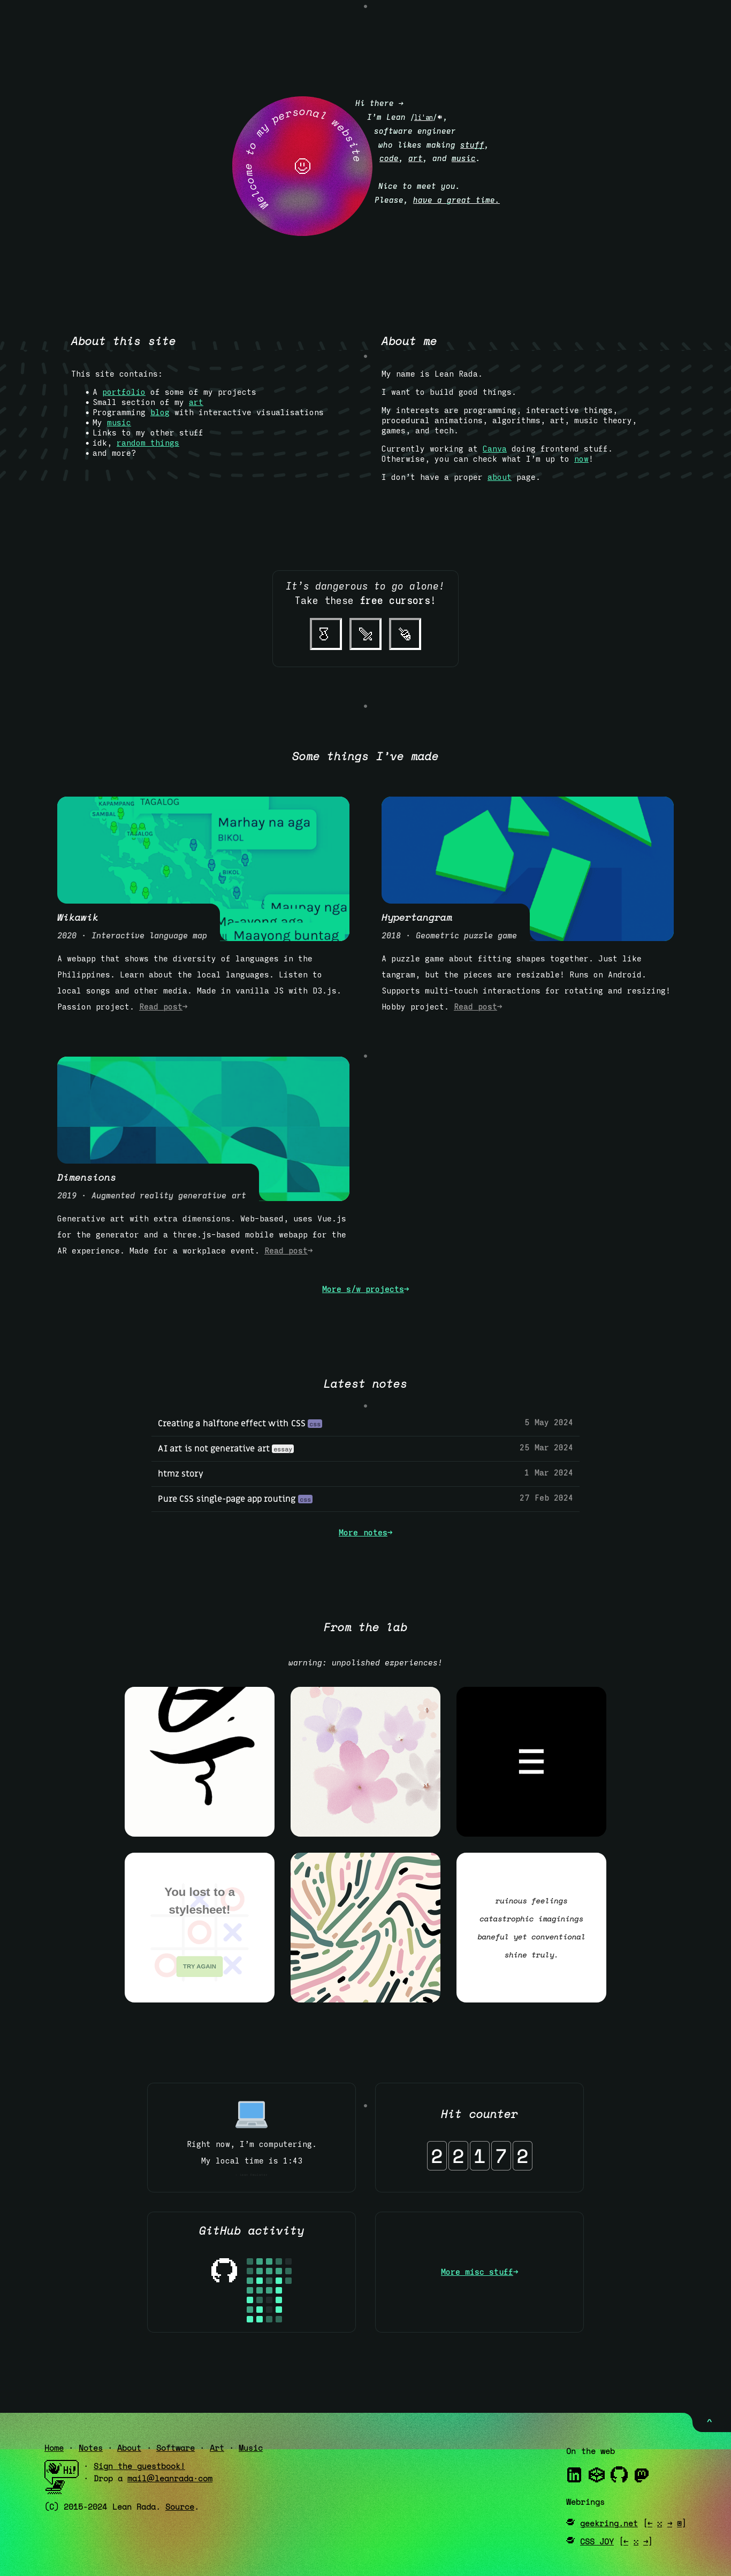 Welcome to my personal website
Hi there →
I'm Lean /liˈan/,
software engineer
who likes making stuff,
code, art, and music.
Nice to meet you.
Please, have a great time.
About this site
This site contains:
• A portfolio of some of my projects
• Small section of my art
• Programming blog with interactive visualisations
• My music
• Links to my other stuff
• idk, random things
• and more?
About me
My name is Lean Rada.
I want to build good things.
My interests are programming, interactive things,
procedural animations, algorithms, art, music theory,
games, and tech.
Currently working at Canva doing frontend stuff.
Otherwise, you can check what I'm up to now!
I don't have a proper about page.
It's dangerous to go alone!
Take these free cursors!
Some things I've made
KAPAMPANG
TAGALOG
SAMBAL
Marhay na aga
BIKOL
TAGALOG
BIKOL
Maupay nga
Ma-ayong aga
Maayong buntag
Wikawik
2020 · Interactive language map
A webapp that shows the diversity of languages in the
Philippines. Learn about the local languages. Listen to
local songs and other media. Made in vanilla JS with D3.js.
Passion project. Read post→
Hypertangram
2018 · Geometric puzzle game
A puzzle game about fitting shapes together. Just like
tangram, but the pieces are resizable! Runs on Android.
Supports multi-touch interactions for rotating and resizing!
Hobby project. Read post→
Dimensions
2019 · Augmented reality generative art
Generative art with extra dimensions. Web-based, uses Vue.js
for the generator and a three.js-based mobile webapp for the
AR experience. Made for a workplace event. Read post→
More s/w projects→
Latest notes
Creating a halftone effect with CSS css 5 May 2024
AI art is not generative art essay 25 Mar 2024
htmz story 1 Mar 2024
Pure CSS single-page app routing css 27 Feb 2024
More notes→
From the lab
warning: unpolished experiences!
You lost to a
stylesheet!
TRY AGAIN
ruinous feelings
catastrophic imaginings
baneful yet conventional
shine truly.
Right now, I'm computering.
My local time is 1:43
Hit counter
22172
GitHub activity
More misc stuff→
^
Home · Notes · About · Software · Art · Music
Hi!
· Sign the guestbook!
· Drop a mail@leanrada·com
(C) 2015-2024 Lean Rada. Source.
On the web
Webrings
geekring.net
CSS JOY